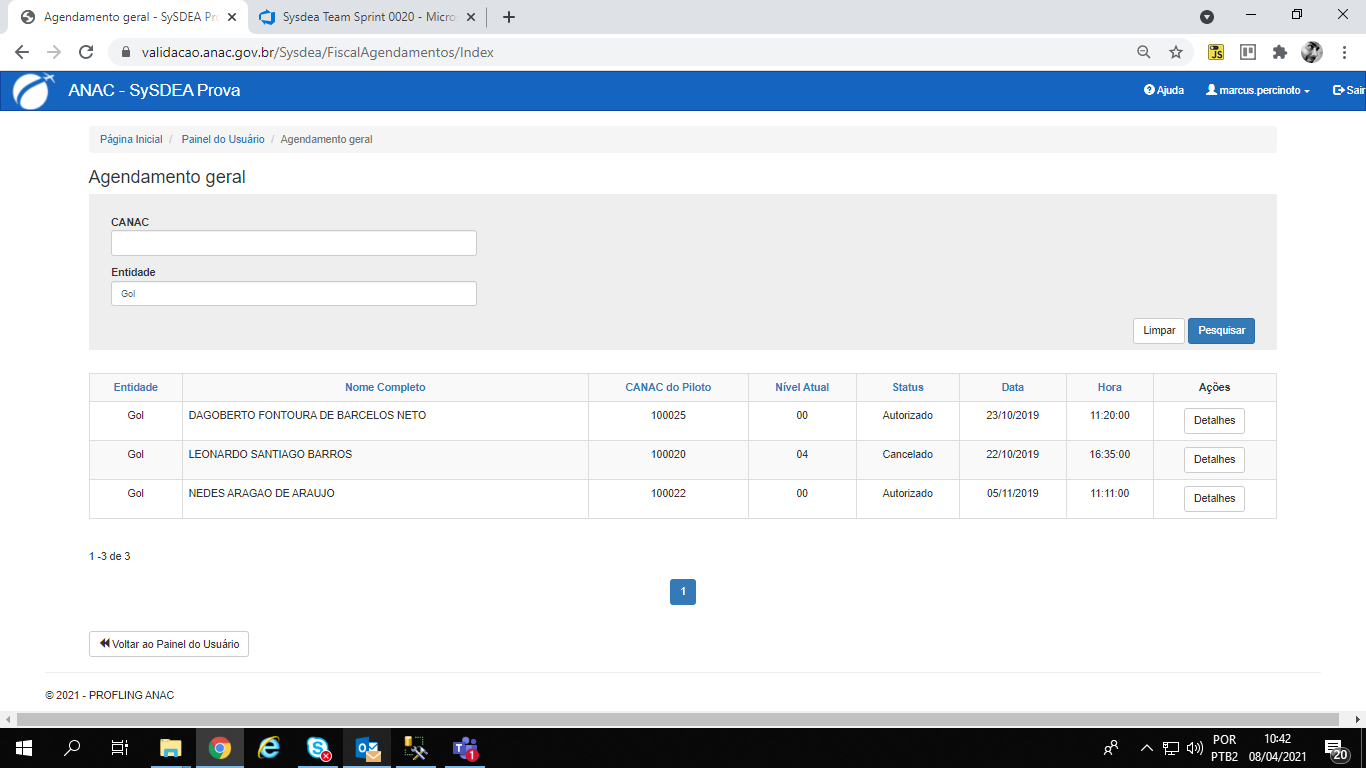 Agendamento geral - SySDEA Pro
Sysdea Team Sprint 0020 - Micros
validacao.anac.gov.br/Sysdea/FiscalAgendamentos/Index
JS
ANAC - SySDEA Prova
Ajuda
marcus.percinoto
Sair
Página Inicial / Painel do Usuário / Agendamento geral
Agendamento geral
CANAC
Entidade
Gol
Limpar
Pesquisar
Entidade Nome Completo CANAC do Piloto Nível Atual Status Data Hora Ações
Gol DAGOBERTO FONTOURA DE BARCELOS NETO 100025 00 Autorizado 23/10/2019 11:20:00 Detalhes
Gol LEONARDO SANTIAGO BARROS 100020 04 Cancelado 22/10/2019 16:35:00 Detalhes
Gol NEDES ARAGAO DE ARAUJO 100022 00 Autorizado 05/11/2019 11:11:00 Detalhes
1 -3 de 3
1
Voltar ao Painel do Usuário
© 2021 - PROFLING ANAC
POR 10:42
PTB2 08/04/2021
20
1